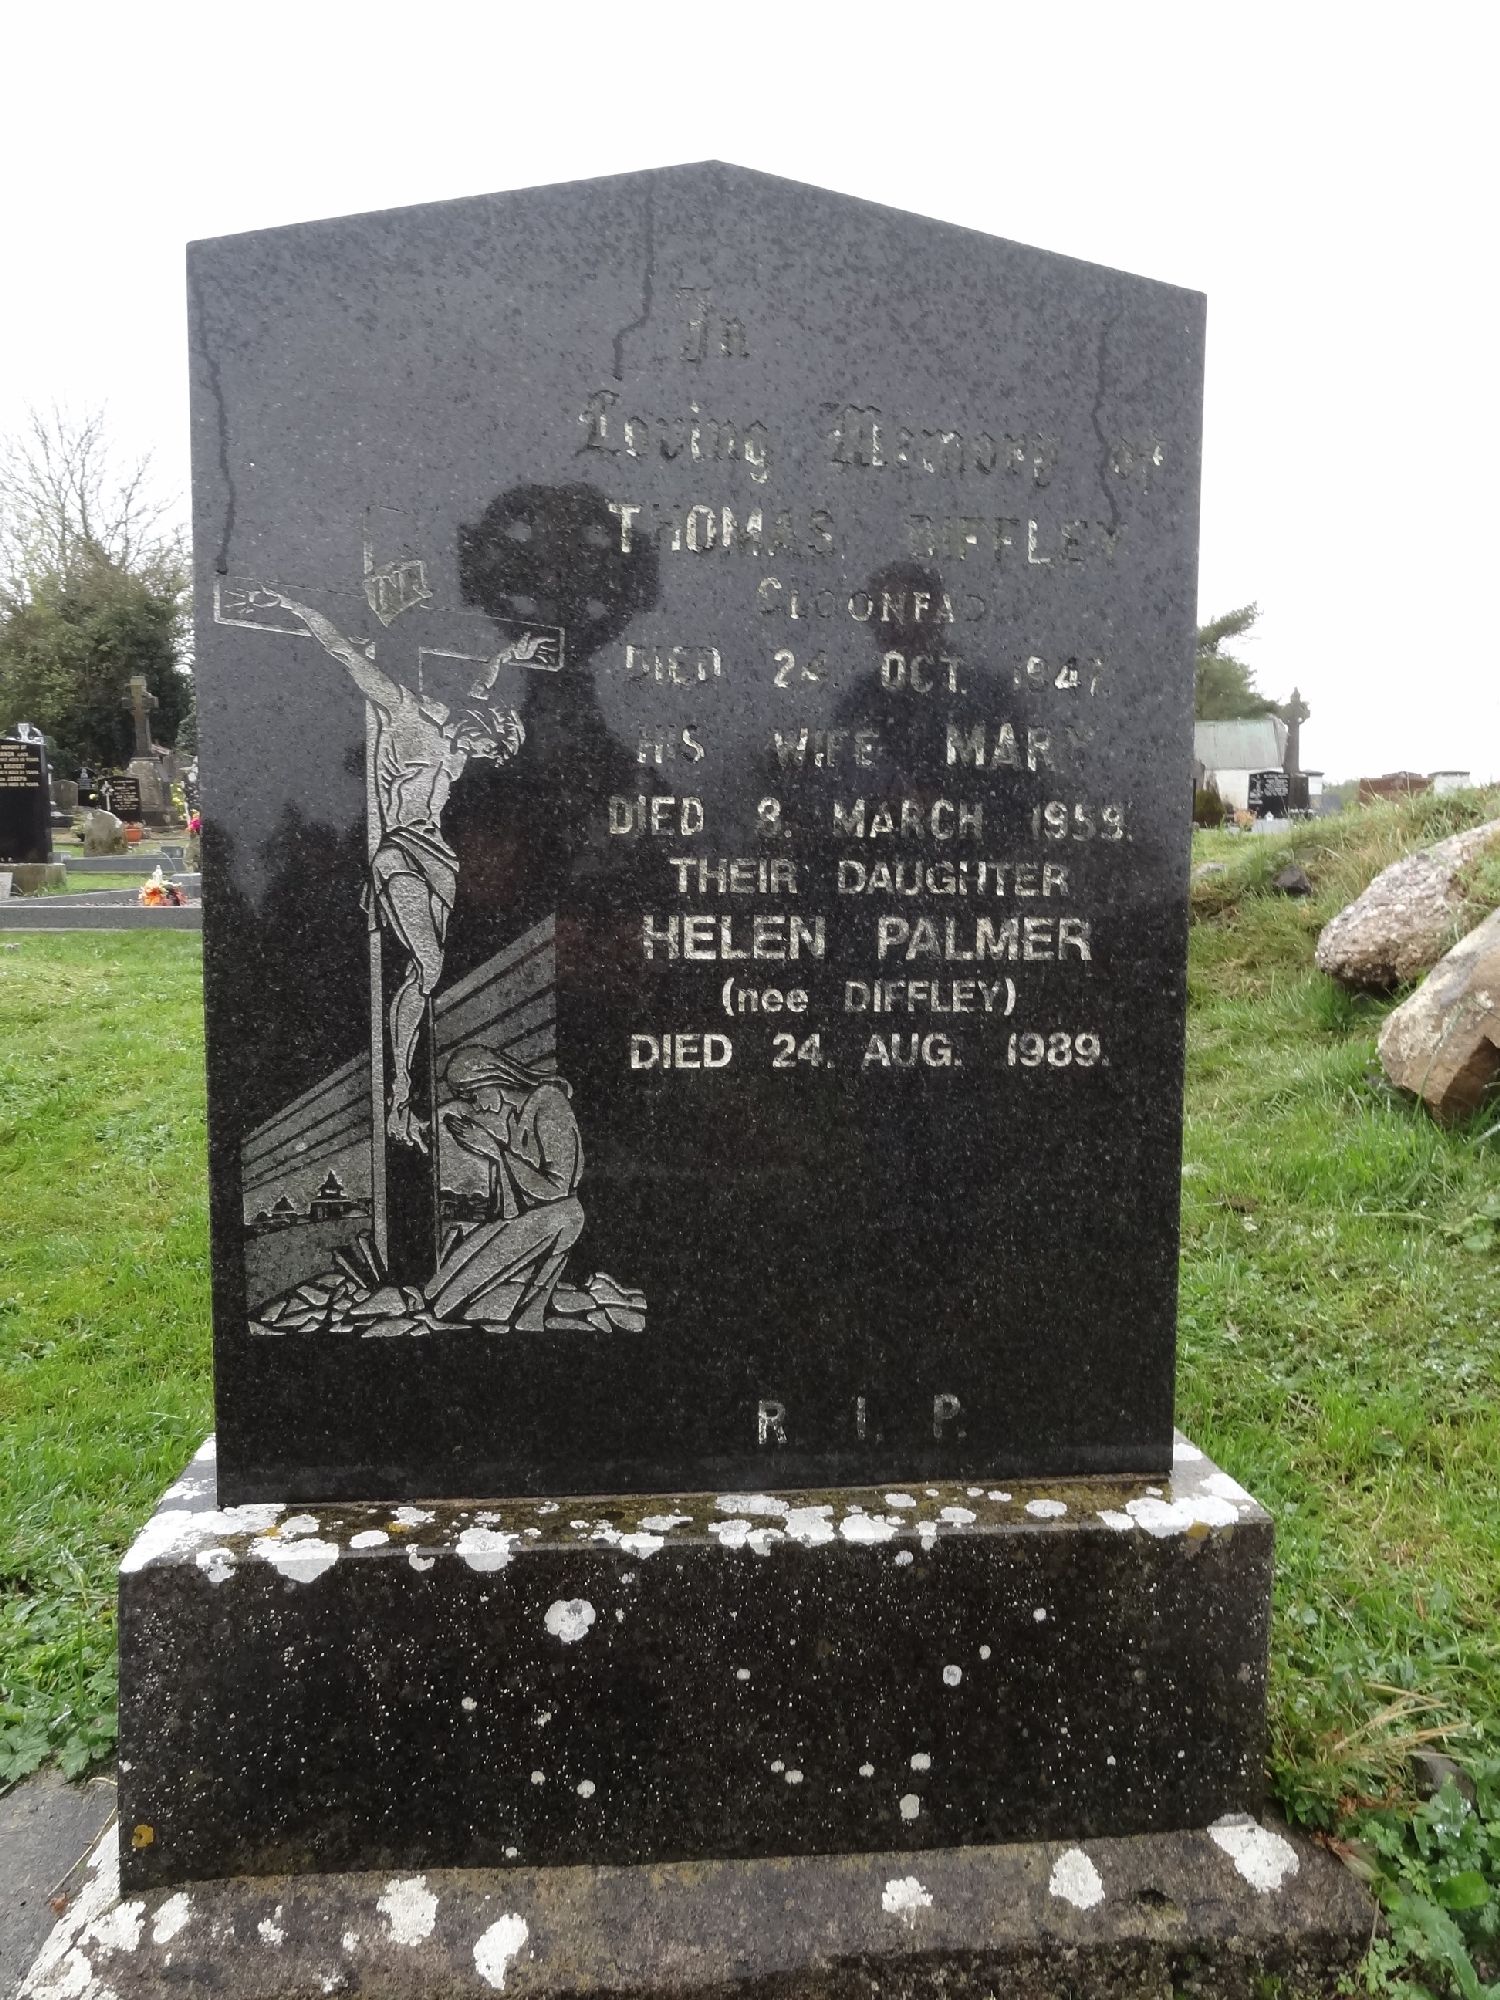 In
Loving Memory of
THOMAS DIFFLEY
CLOONFAD
DIED 24. OCT. 1947.
HIS WIFE MARY
DIED 8. MARCH 1959.
THEIR DAUGHTER
HELEN PALMER
(nee DIFFLEY)
DIED 24. AUG. 1989.
R. I. P.
INRI